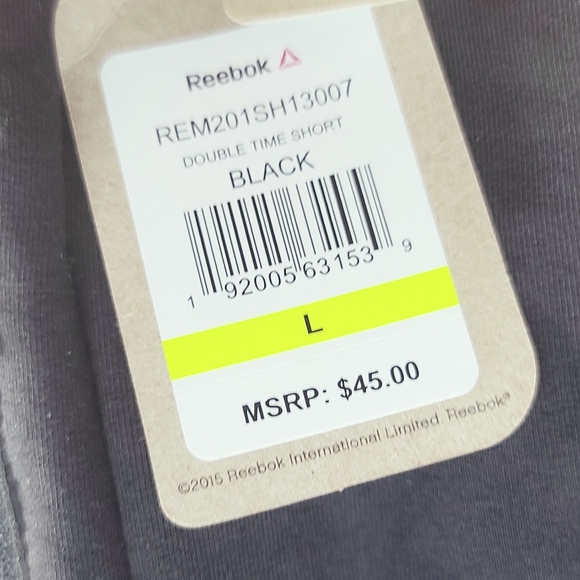 Reebok
REM201SH13007
DOUBLE TIME SHORT
BLACK
1 92005 63153 9
L
MSRP: $45.00
©2015 Reebok International Limited. Reebok®